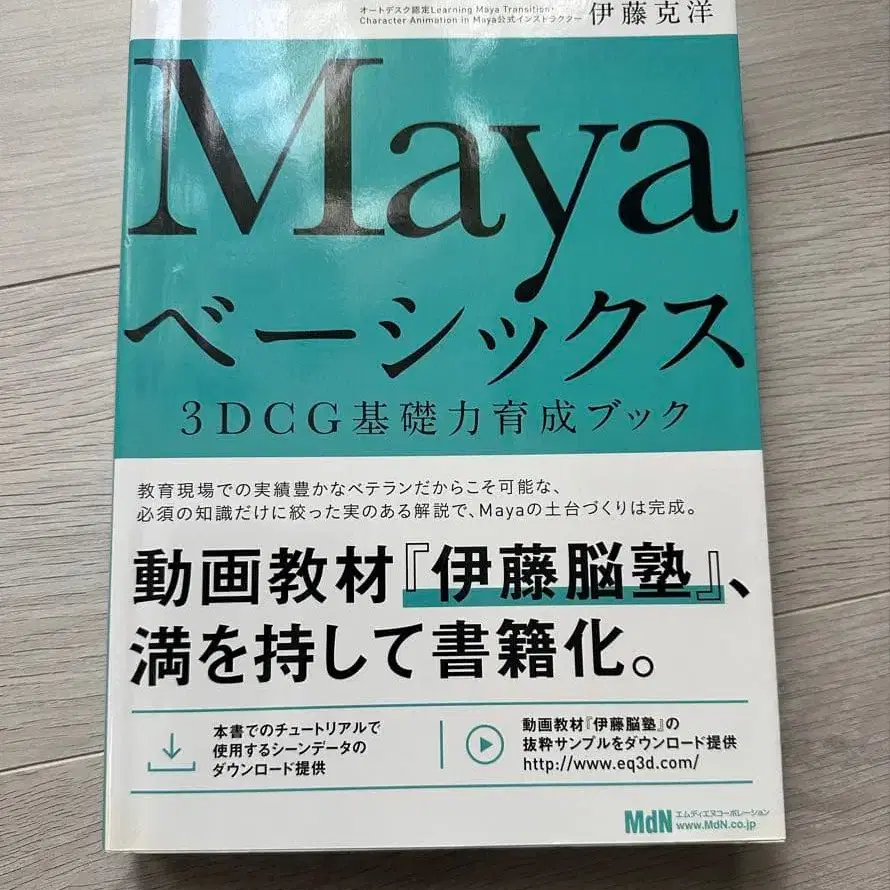 オートデスク認定Learning Maya Transition・
Character Animation in Maya公式インストラクター 伊藤克洋
Maya
ベーシックス
3DCG基礎力育成ブック
教育現場での実績豊かなベテランだからこそ可能な、
必須の知識だけに絞った実のある解説で、Mayaの土台づくりは完成。
動画教材『伊藤脳塾』、
満を持して書籍化。
本書でのチュートリアルで
使用するシーンデータの
ダウンロード提供
動画教材『伊藤脳塾』の
抜粋サンプルをダウンロード提供
http://www.eq3d.com/
MdN エムディエヌコーポレーション
www.MdN.co.jp